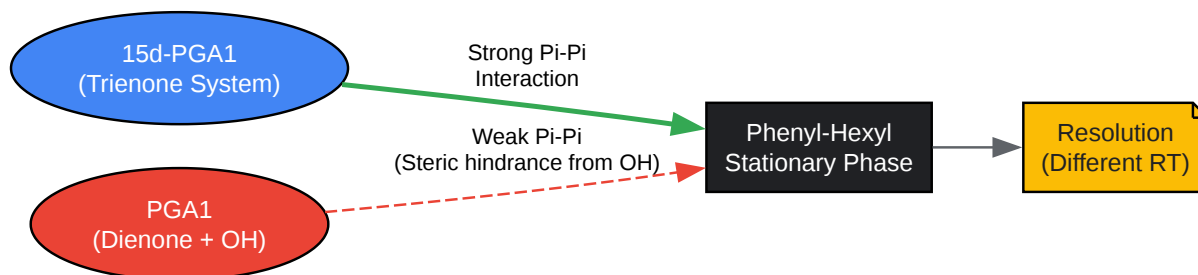 15d-PGA1
(Trienone System)
Strong Pi-Pi
Interaction
Weak Pi-Pi
(Steric hindrance from OH)
PGA1
(Dienone + OH)
Phenyl-Hexyl
Stationary Phase
Resolution
(Different RT)